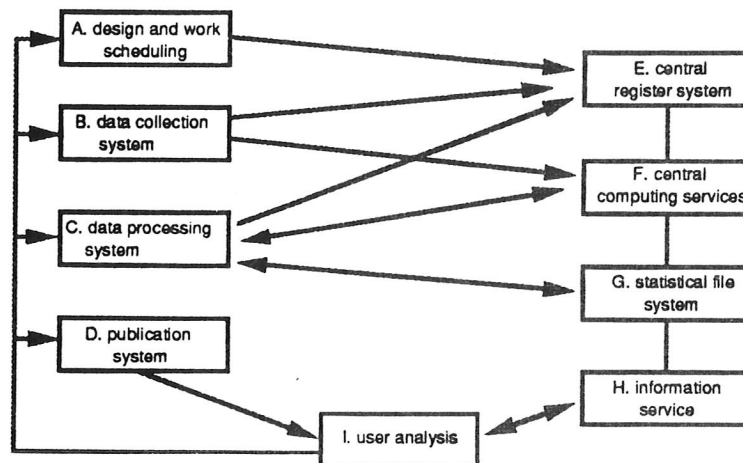 A. design and work
scheduling
B. data collection
system
C. data processing
system
D. publication
system
E. central
register system
F. central
computing services
G. statistical file
system
H. information
service
I. user analysis